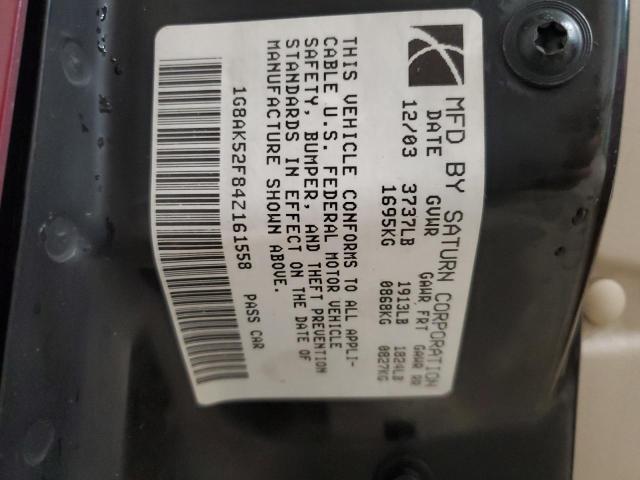 MFD BY SATURN CORPORATION
DATE GVWR GAWR FRT GAWR RR
12/03 3737LB 1913LB 1824LB
1695KG 0868KG 0827KG
THIS VEHICLE CONFORMS TO ALL APPLI-
CABLE U.S. FEDERAL MOTOR VEHICLE
SAFETY, BUMPER, AND THEFT PREVENTION
STANDARDS IN EFFECT ON THE DATE OF
MANUFACTURE SHOWN ABOVE.
1G8AK52F84Z161558 PASS CAR